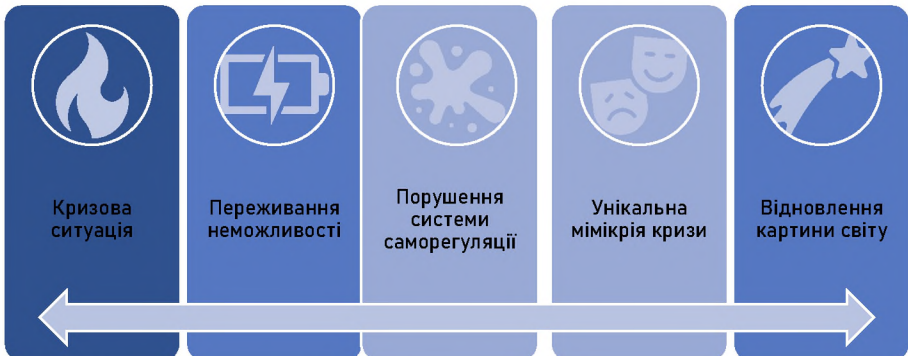 Кризова
ситуація
Переживання
неможливості
Порушення
системи
саморегуляції
Унікальна
мімікрія кризи
Відновлення
картини світу